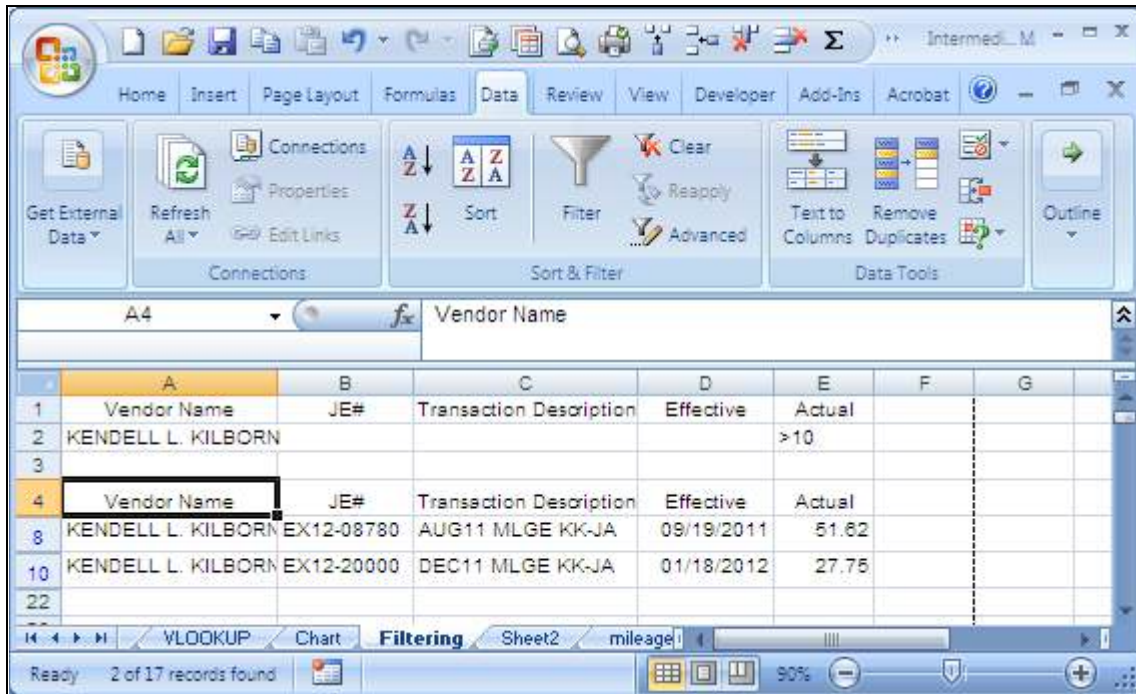 Intermedi... M
Home Insert Page Layout Formulas Data Review View Developer Add-Ins Acrobat
Get External Data
Refresh All
Connections
Properties
Edit Links
Connections
Sort
Filter
Clear
Reapply
Advanced
Sort & Filter
Text to Columns
Remove Duplicates
Data Tools
Outline
A4 fx Vendor Name
A B C D E F G
1 Vendor Name JE# Transaction Description Effective Actual
2 KENDELL L. KILBORN >10
3
4 Vendor Name JE# Transaction Description Effective Actual
8 KENDELL L. KILBORN EX12-08780 AUG11 MLGE KK-JA 09/19/2011 51.62
10 KENDELL L. KILBORN EX12-20000 DEC11 MLGE KK-JA 01/18/2012 27.75
22
VLOOKUP Chart Filtering Sheet2 mileage
Ready 2 of 17 records found 90%